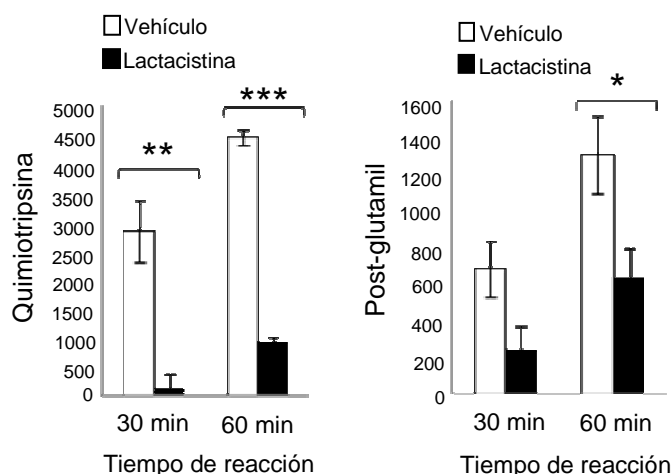 Vehículo
Lactacistina
***
**
5000
4500
4000
3500
3000
2500
2000
1500
1000
500
0
Quimiotripsina
30 min 60 min
Tiempo de reacción
Vehículo
Lactacistina
*
1600
1400
1200
1000
800
600
400
200
0
Post-glutamil
30 min 60 min
Tiempo de reacción